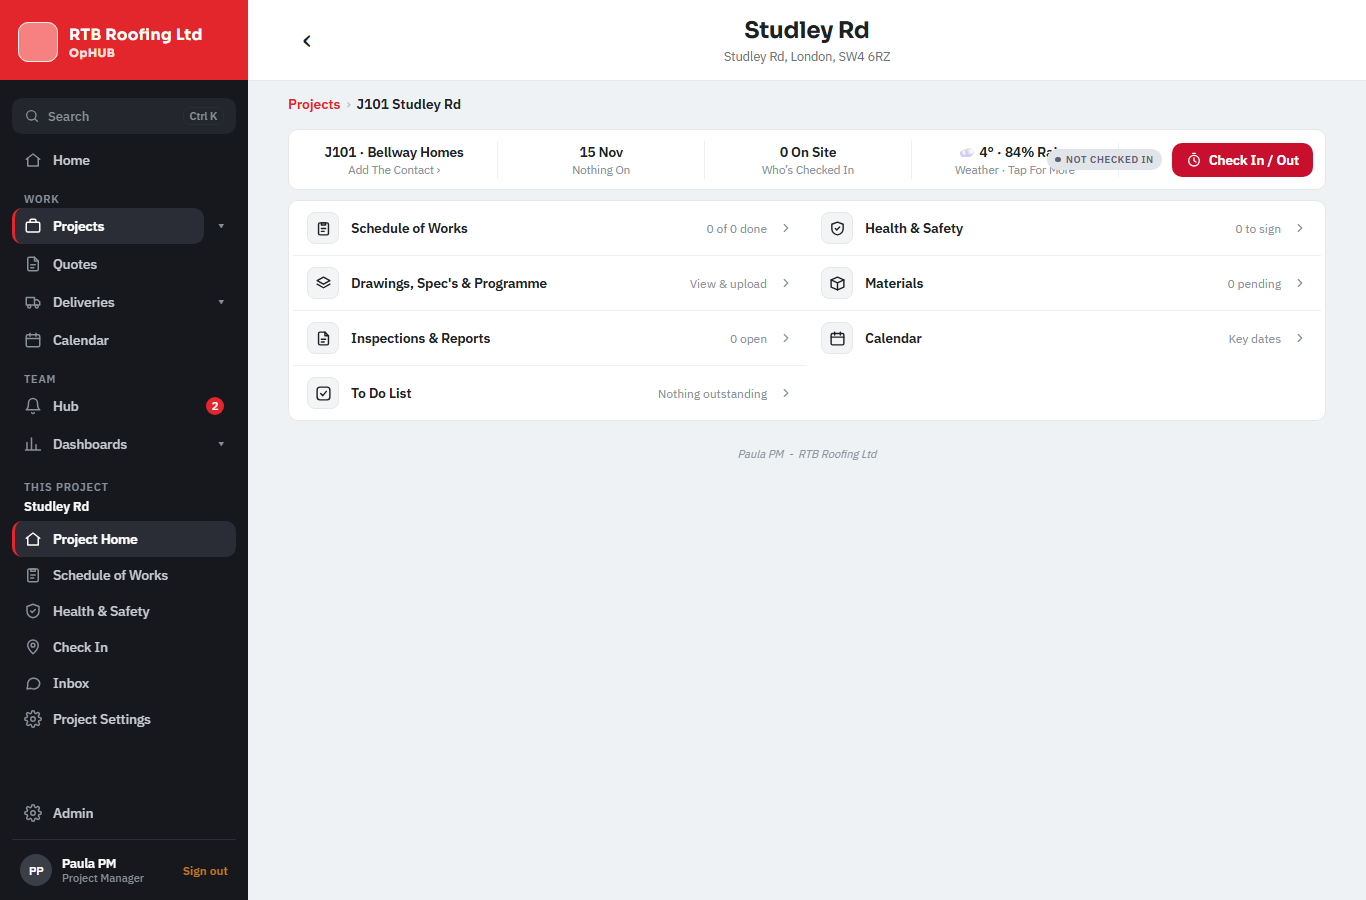 RTB Roofing Ltd
OpHUB
Search
Ctrl K
Home
WORK
Projects
Quotes
Deliveries
Calendar
TEAM
Hub
2
Dashboards
THIS PROJECT
Studley Rd
Project Home
Schedule of Works
Health & Safety
Check In
Inbox
Project Settings
Admin
PP
Paula PM
Project Manager
Sign out
Studley Rd
Studley Rd, London, SW4 6RZ
Projects › J101 Studley Rd
J101 · Bellway Homes
Add The Contact ›
15 Nov
Nothing On
0 On Site
Who's Checked In
4° · 84%
Weather · Tap For More
NOT CHECKED IN
Check In / Out
Schedule of Works
0 of 0 done
Health & Safety
0 to sign
Drawings, Spec's & Programme
View & upload
Materials
0 pending
Inspections & Reports
0 open
Calendar
Key dates
To Do List
Nothing outstanding
Paula PM - RTB Roofing Ltd